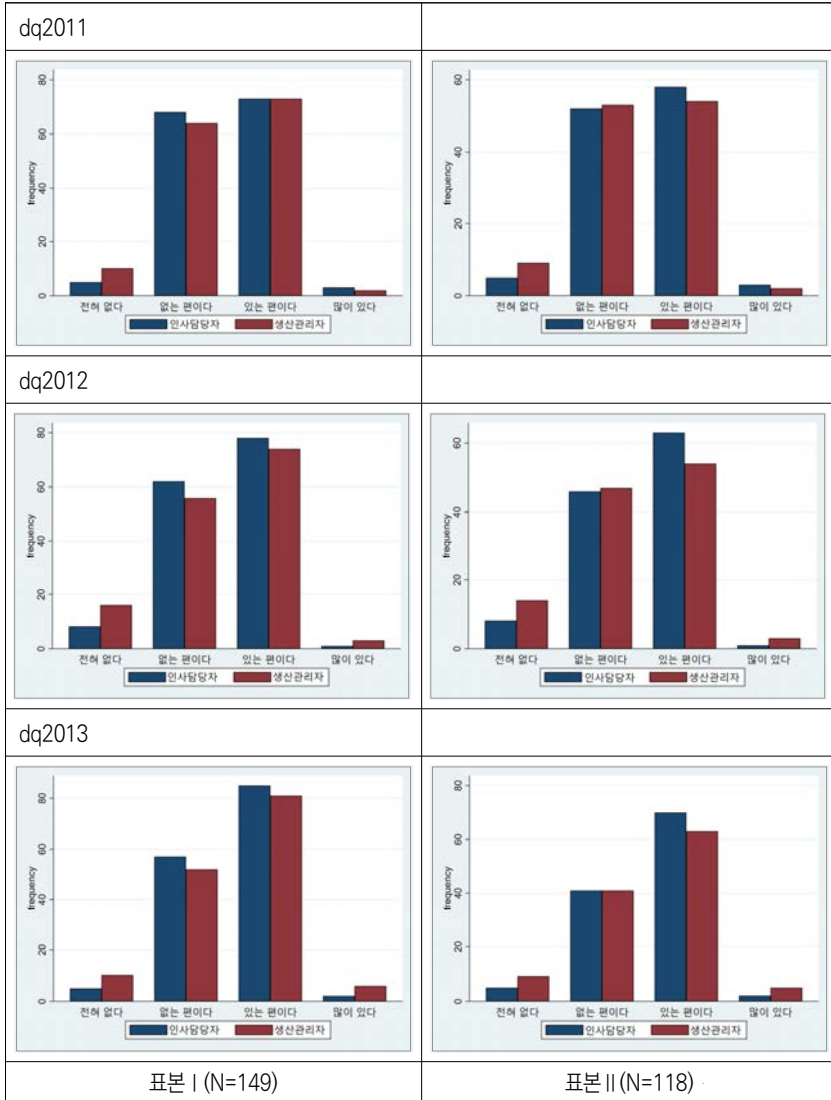 dq2011
80
60
40
20
0
frequency
전혀 없다 없는 편이다 있는 편이다 많이 있다
인사담당자 생산관리자
60
40
20
0
frequency
전혀 없다 없는 편이다 있는 편이다 많이 있다
인사담당자 생산관리자
dq2012
80
60
40
20
0
frequency
전혀 없다 없는 편이다 있는 편이다 많이 있다
인사담당자 생산관리자
60
40
20
0
frequency
전혀 없다 없는 편이다 있는 편이다 많이 있다
인사담당자 생산관리자
dq2013
80
60
40
20
0
frequency
전혀 없다 없는 편이다 있는 편이다 많이 있다
인사담당자 생산관리자
80
60
40
20
0
frequency
전혀 없다 없는 편이다 있는 편이다 많이 있다
인사담당자 생산관리자
표본Ⅰ(N=149) 표본Ⅱ(N=118)